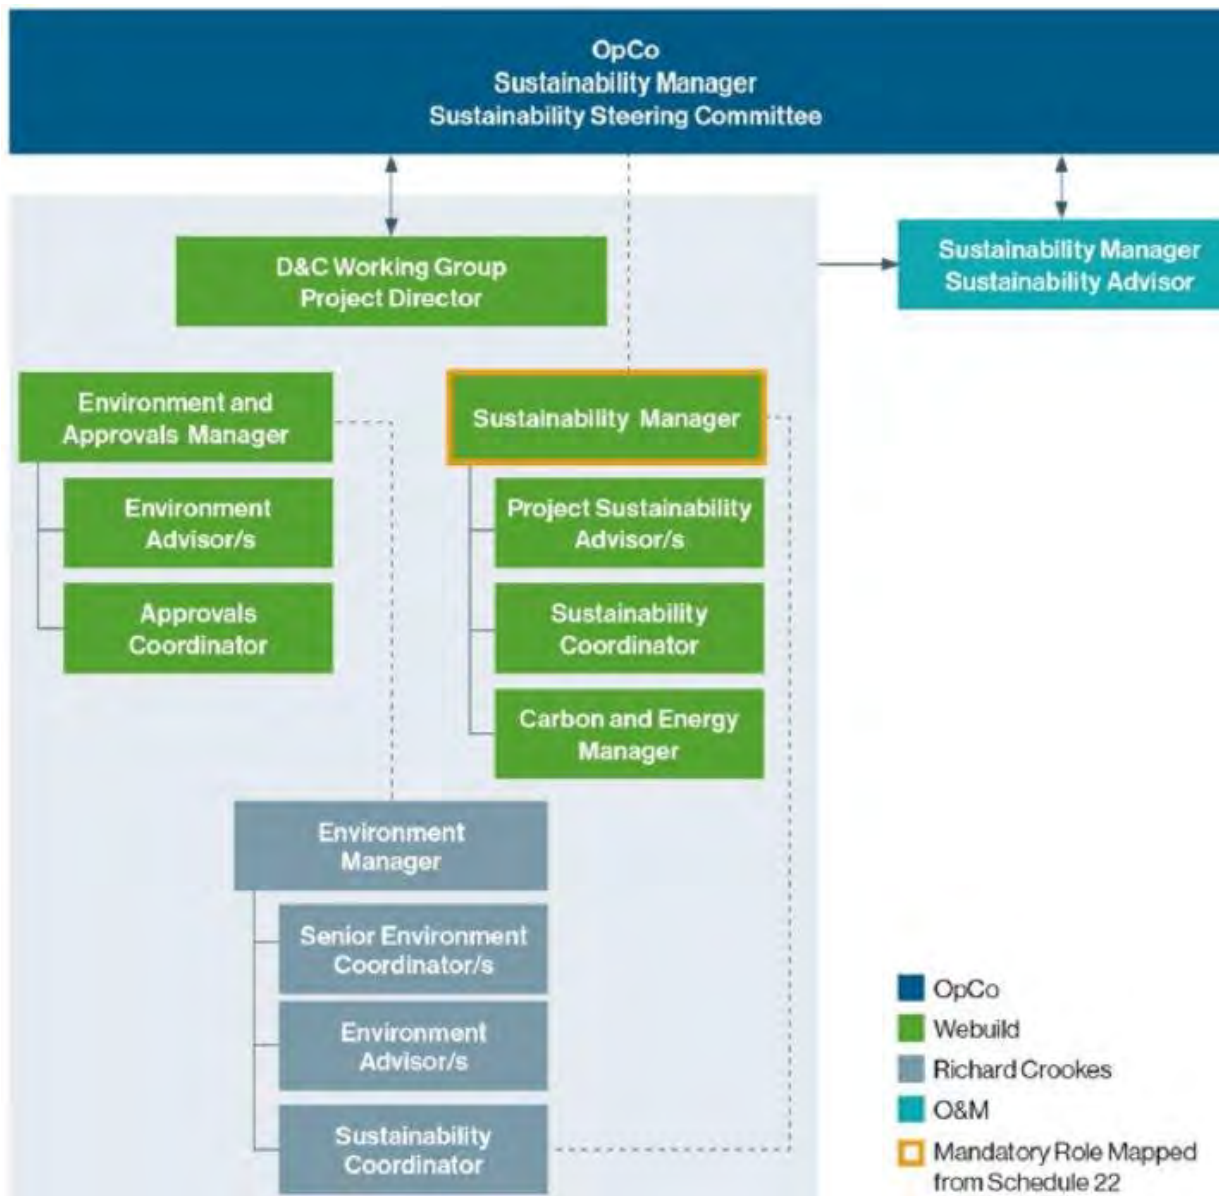 OpCo
Sustainability Manager
Sustainability Steering Committee
D&C Working Group
Project Director
Sustainability Manager
Sustainability Advisor
Environment and
Approvals Manager
Environment
Advisor/s
Approvals
Coordinator
Sustainability Manager
Project Sustainability
Advisor/s
Sustainability
Coordinator
Carbon and Energy
Manager
Environment
Manager
Senior Environment
Coordinator/s
Environment
Advisor/s
Sustainability
Coordinator
OpCo
Webuild
Richard Crookes
O&M
Mandatory Role Mapped
from Schedule 22